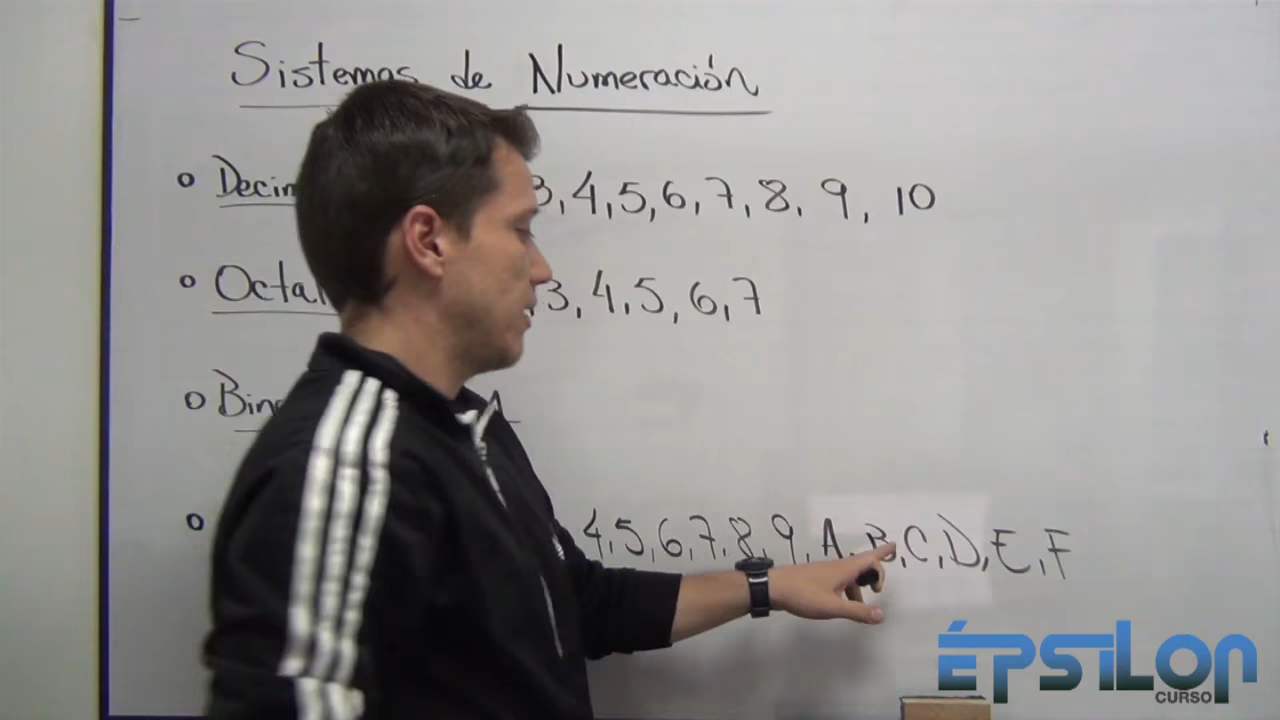 Sistemas de Numeración
Decim 3, 4, 5, 6, 7, 8, 9, 10
Octal , 3, 4, 5, 6, 7
Bin
4, 5, 6, 7, 8, 9, A, B, C, D, E, F
ÉPSILON
CURSO